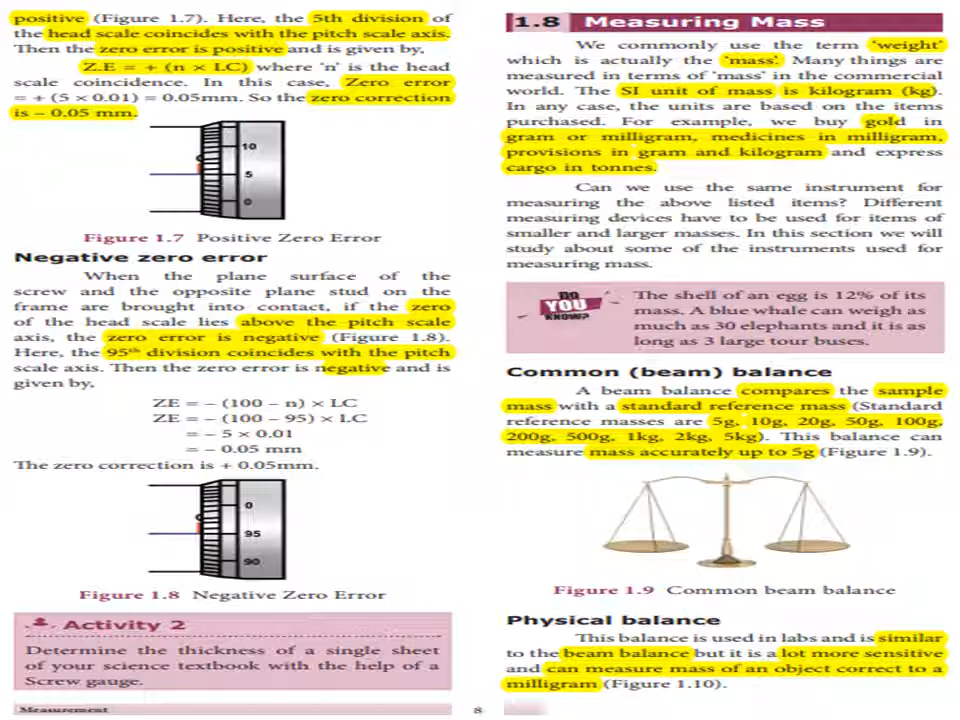 positive (Figure 1.7). Here, the 5th division of
the head scale coincides with the pitch scale axis.
Then the zero error is positive and is given by,
Z.E = + (n × LC) where 'n' is the head
scale coincidence. In this case, Zero error
= + (5 × 0.01) = 0.05mm. So the zero correction
is – 0.05 mm.
10
5
0
Figure 1.7 Positive Zero Error
Negative zero error
When the plane surface of the
screw and the opposite plane stud on the
frame are brought into contact, if the zero
of the head scale lies above the pitch scale
axis, the zero error is negative (Figure 1.8).
Here, the 95th division coincides with the pitch
scale axis. Then the zero error is negative and is
given by,
ZE = – (100 – n) × LC
ZE = – (100 – 95) × LC
= – 5 × 0.01
= – 0.05 mm
The zero correction is + 0.05mm.
0
95
90
Figure 1.8 Negative Zero Error
Activity 2
Determine the thickness of a single sheet
of your science textbook with the help of a
Screw gauge.
Measurement
8
1.8 Measuring Mass
We commonly use the term 'weight'
which is actually the 'mass'. Many things are
measured in terms of 'mass' in the commercial
world. The SI unit of mass is kilogram (kg).
In any case, the units are based on the items
purchased. For example, we buy gold in
gram or milligram, medicines in milligram,
provisions in gram and kilogram and express
cargo in tonnes.
Can we use the same instrument for
measuring the above listed items? Different
measuring devices have to be used for items of
smaller and larger masses. In this section we will
study about some of the instruments used for
measuring mass.
DO
YOU
KNOW?
The shell of an egg is 12% of its
mass. A blue whale can weigh as
much as 30 elephants and it is as
long as 3 large tour buses.
Common (beam) balance
A beam balance compares the sample
mass with a standard reference mass (Standard
reference masses are 5g, 10g, 20g, 50g, 100g,
200g, 500g, 1kg, 2kg, 5kg). This balance can
measure mass accurately up to 5g (Figure 1.9).
Figure 1.9 Common beam balance
Physical balance
This balance is used in labs and is similar
to the beam balance but it is a lot more sensitive
and can measure mass of an object correct to a
milligram (Figure 1.10).